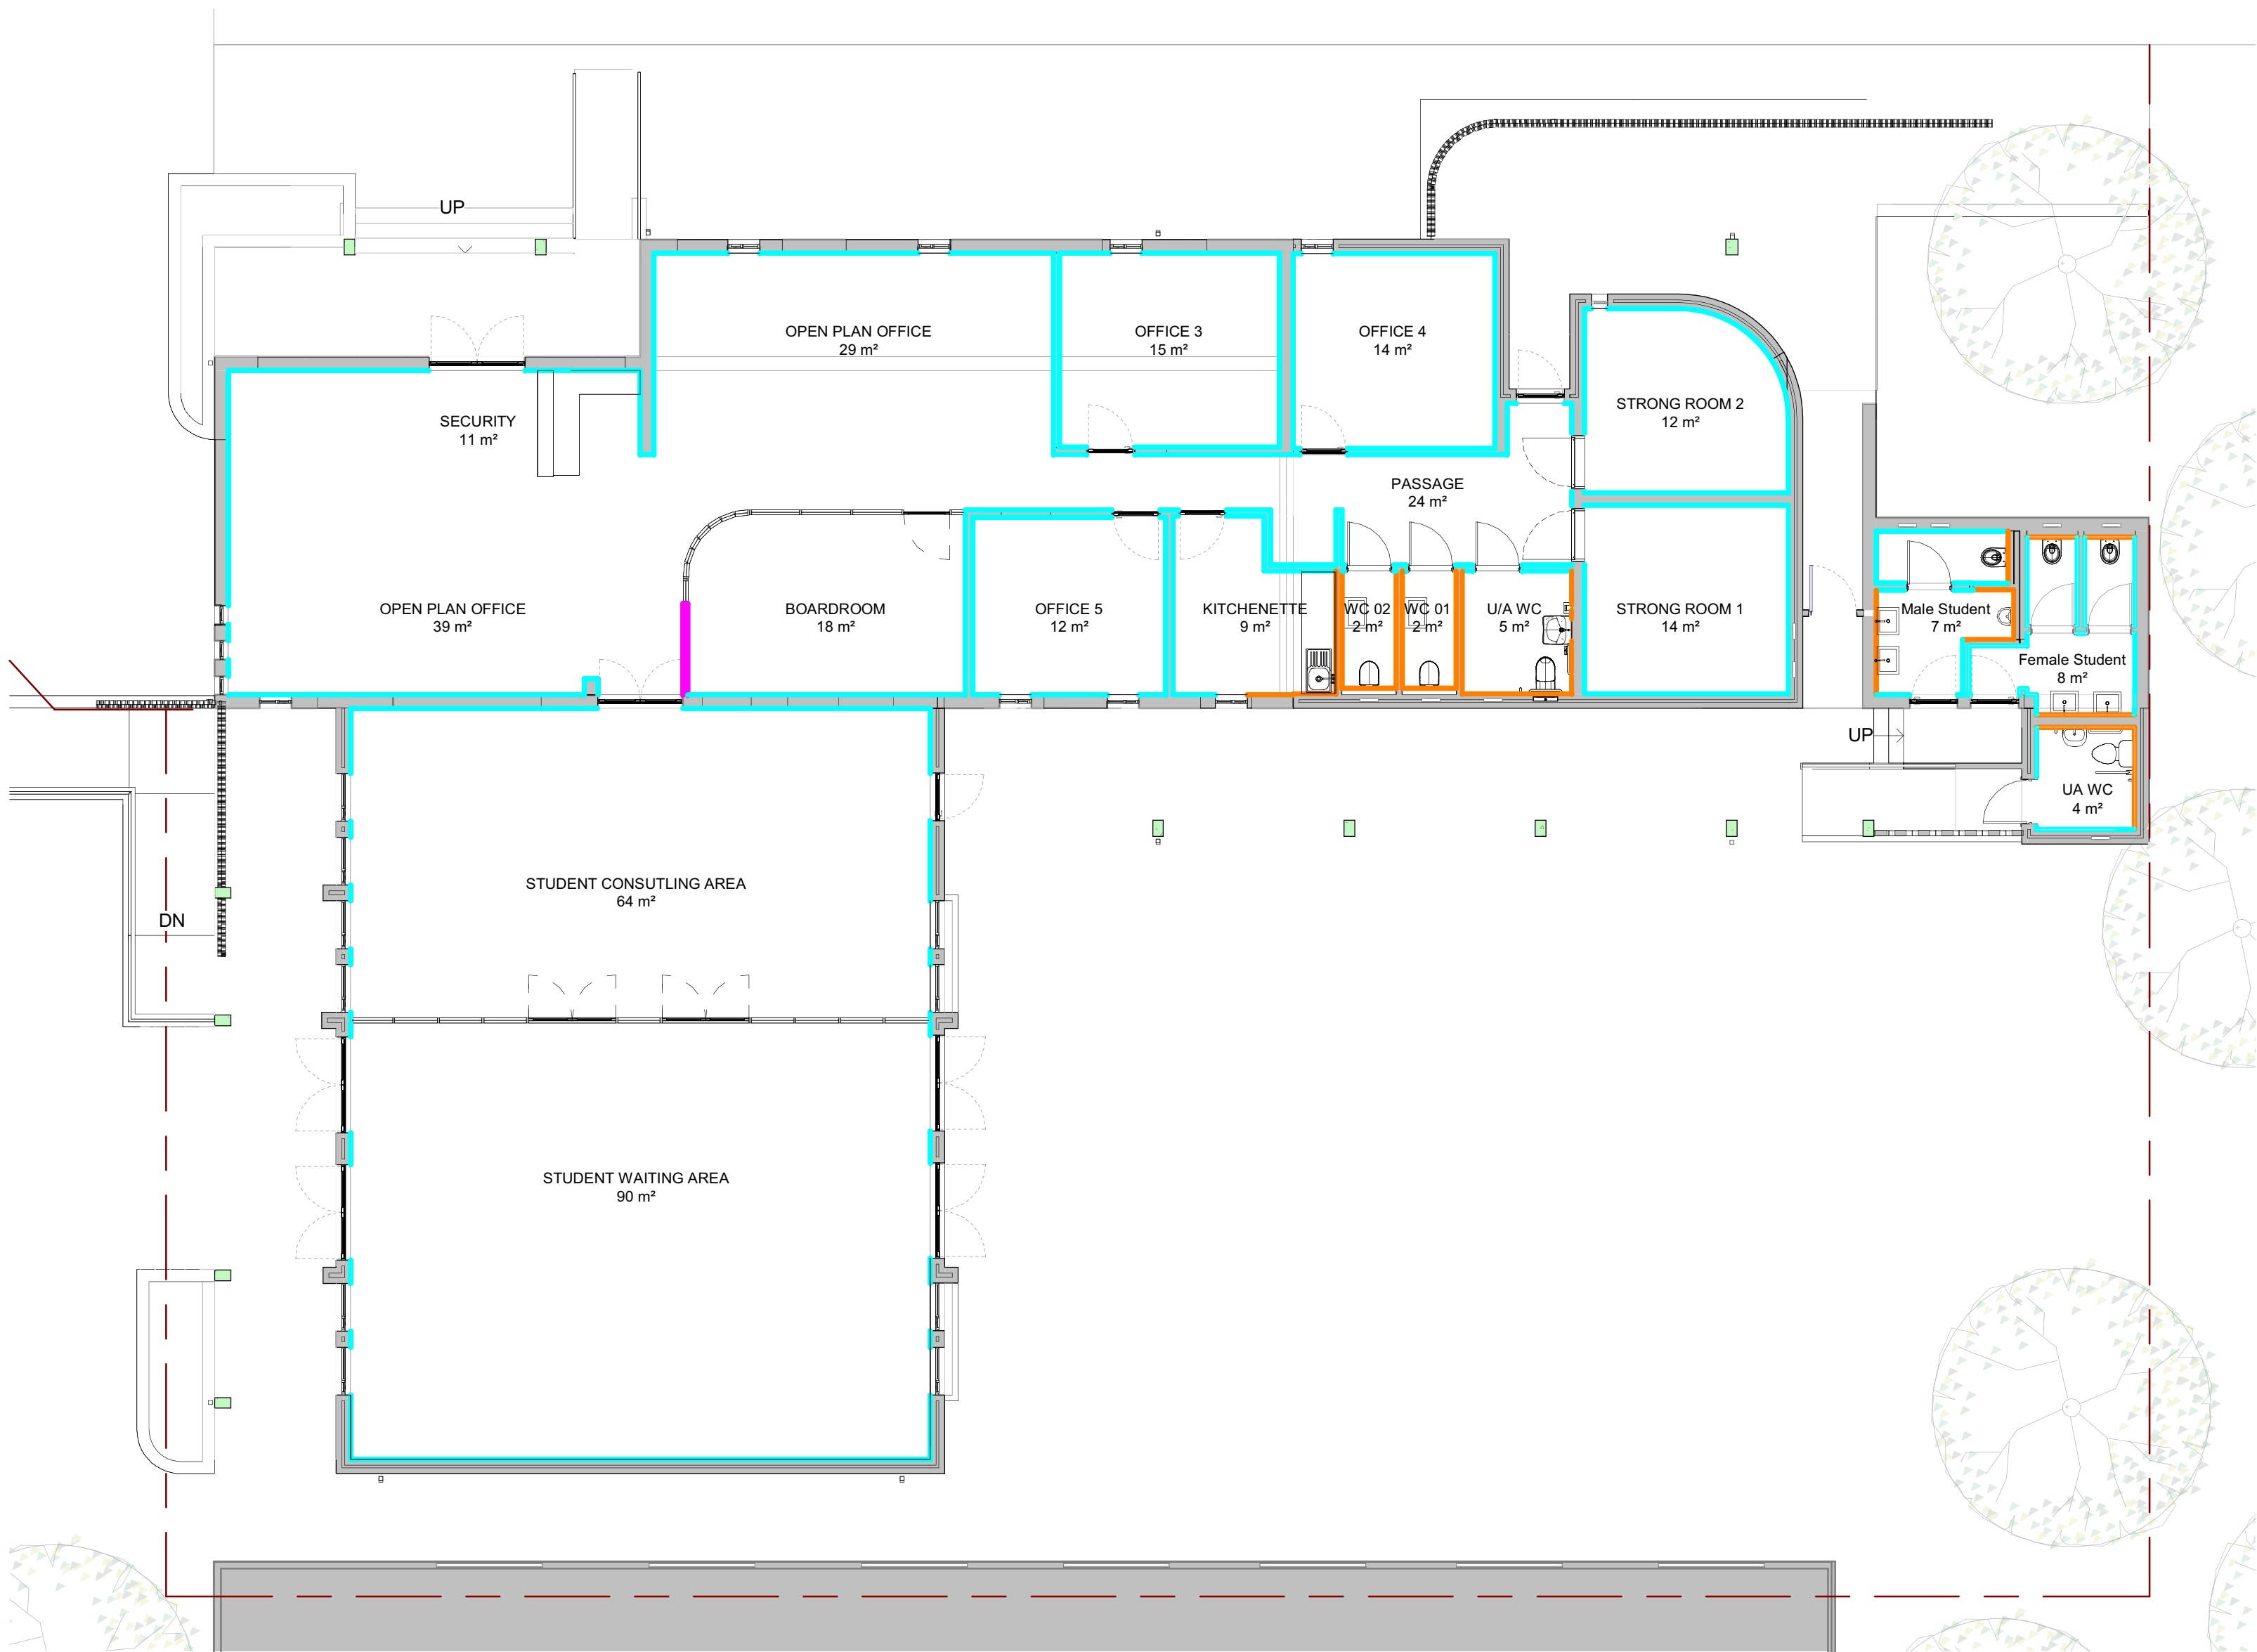 UP
OPEN PLAN OFFICE
29 m²
OFFICE 3
15 m²
OFFICE 4
14 m²
STRONG ROOM 2
12 m²
SECURITY
11 m²
PASSAGE
24 m²
OPEN PLAN OFFICE
39 m²
BOARDROOM
18 m²
OFFICE 5
12 m²
KITCHENETTE
9 m²
WC 02
2 m²
WC 01
2 m²
U/A WC
5 m²
STRONG ROOM 1
14 m²
Male Student
7 m²
Female Student
8 m²
UP
UA WC
4 m²
STUDENT CONSUTLING AREA
64 m²
DN
STUDENT WAITING AREA
90 m²